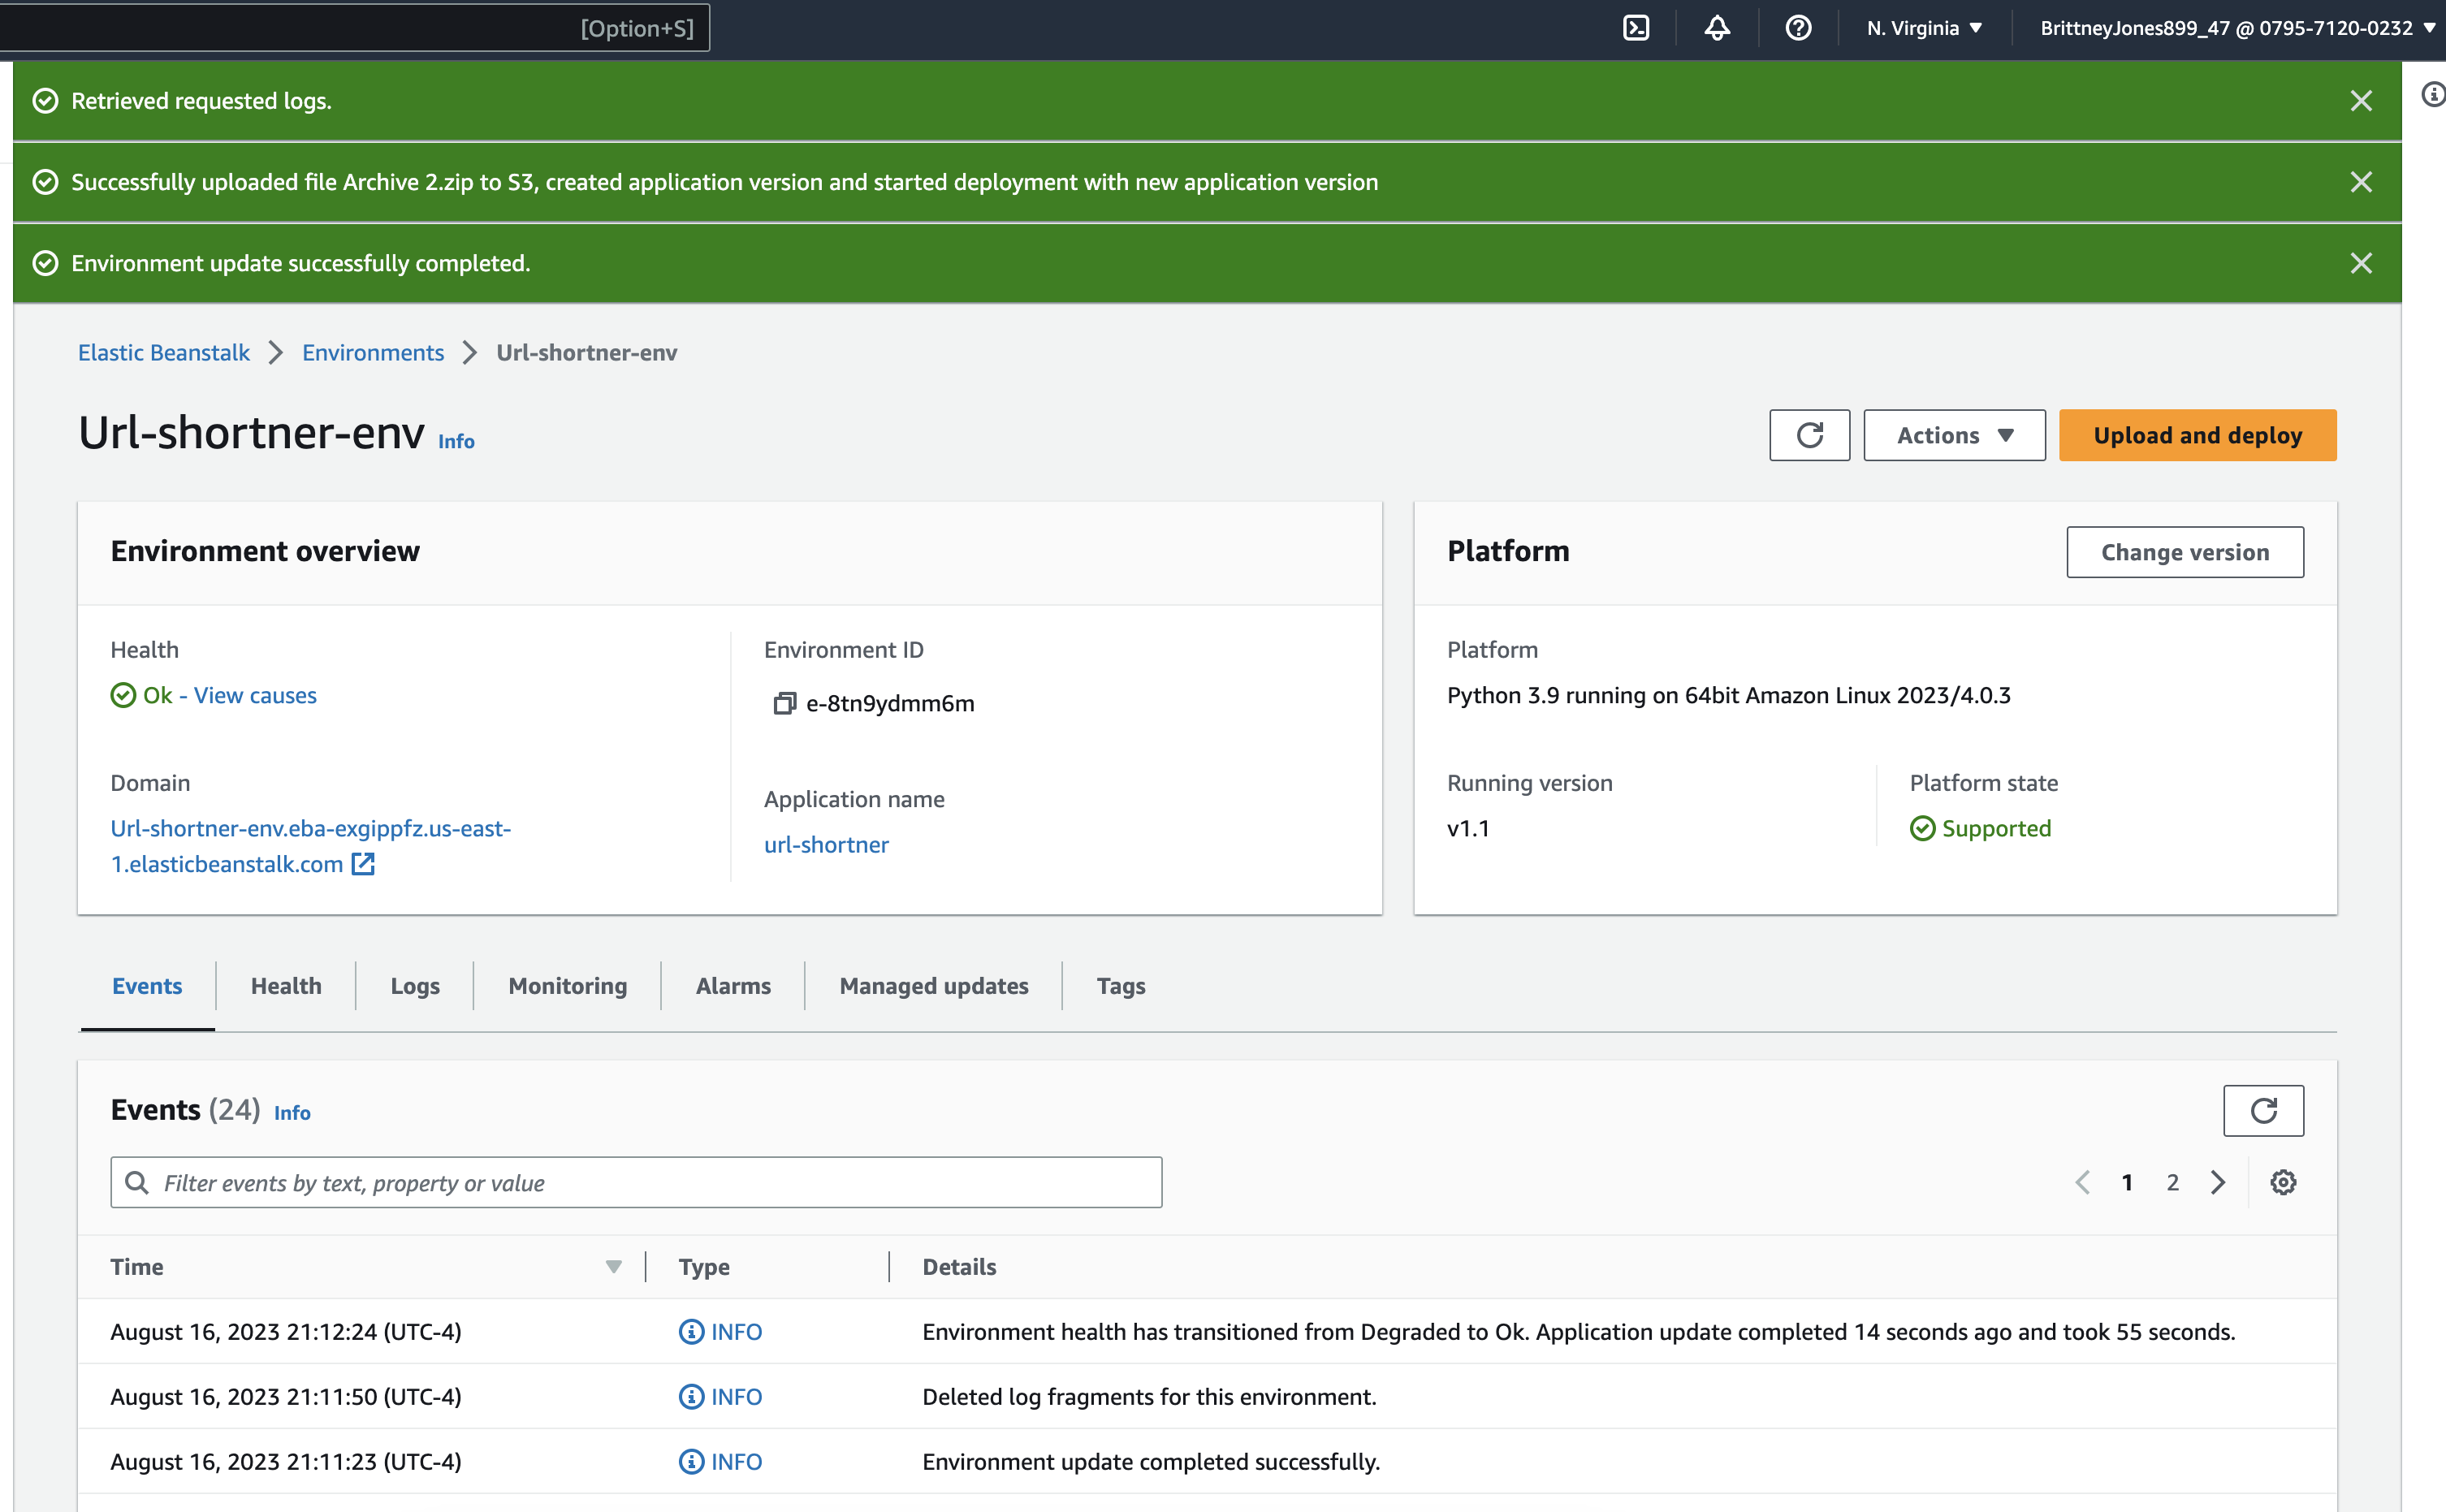 [Option+S]
N. Virginia
BrittneyJones899_47 @ 0795-7120-0232
Retrieved requested logs.
Successfully uploaded file Archive 2.zip to S3, created application version and started deployment with new application version
Environment update successfully completed.
Elastic Beanstalk
Environments
Url-shortner-env
Url-shortner-env Info
Actions
Upload and deploy
Environment overview
Health
Ok - View causes
Domain
Url-shortner-env.eba-exgippfz.us-east-
1.elasticbeanstalk.com
Environment ID
e-8tn9ydmm6m
Application name
url-shortner
Platform
Change version
Platform
Python 3.9 running on 64bit Amazon Linux 2023/4.0.3
Running version
v1.1
Platform state
Supported
Events
Health
Logs
Monitoring
Alarms
Managed updates
Tags
Events (24) Info
Filter events by text, property or value
1 2
Time Type Details
August 16, 2023 21:12:24 (UTC-4) INFO Environment health has transitioned from Degraded to Ok. Application update completed 14 seconds ago and took 55 seconds.
August 16, 2023 21:11:50 (UTC-4) INFO Deleted log fragments for this environment.
August 16, 2023 21:11:23 (UTC-4) INFO Environment update completed successfully.